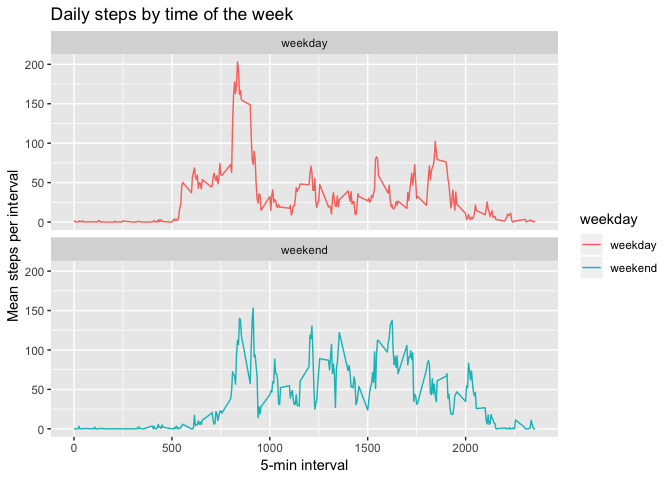 Daily steps by time of the week
weekday
200
150
100
50
0
weekend
200
150
100
50
0
0 500 1000 1500 2000
5-min interval
Mean steps per interval
weekday
weekday
weekend